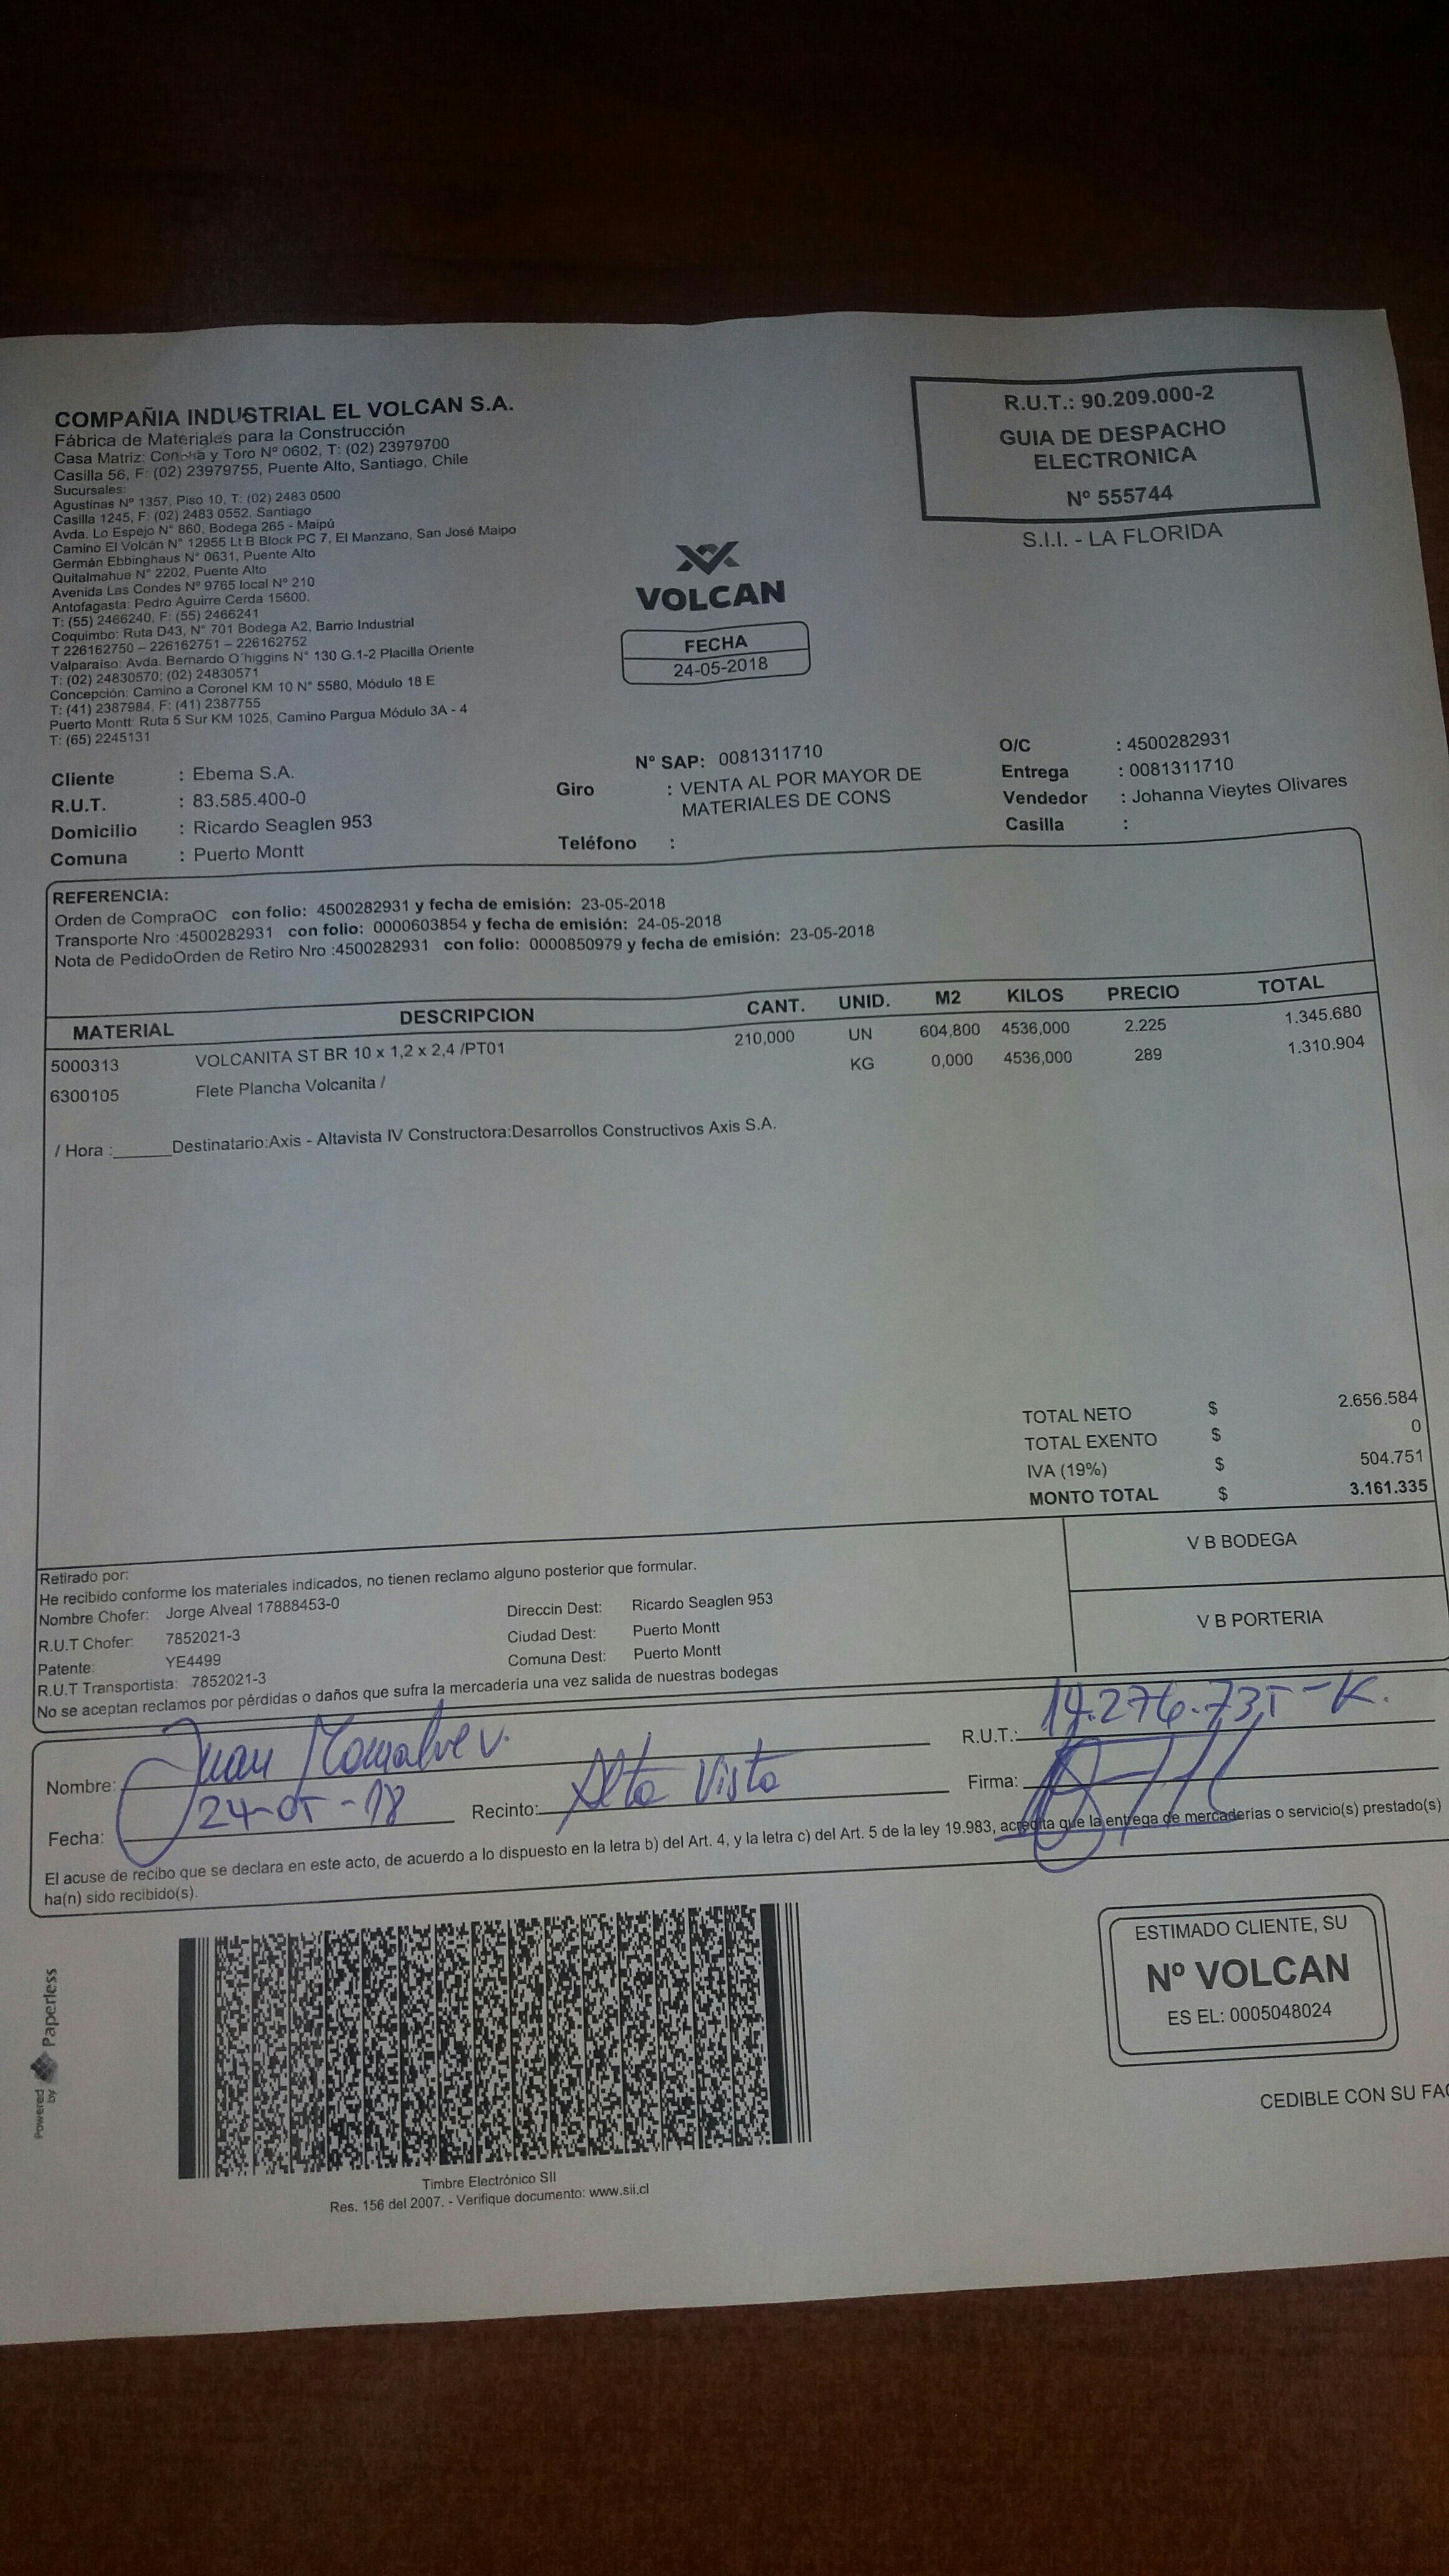 COMPAÑIA INDUSTRIAL EL VOLCAN S.A.
Fábrica de Materiales para la Construcción
Casa Matriz: Concha y Toro Nº 0602, T: (02) 23979700
Casilla 56, F: (02) 23979755, Puente Alto, Santiago, Chile
Sucursales:
Agustinas Nº 1357, Piso 10, T: (02) 2483 0500
Casilla 1245, F: (02) 2483 0552, Santiago
Avda. Lo Espejo N° 860, Bodega 265 - Maipú
Camino El Volcán N° 12955 Lt B Block PC 7, El Manzano, San José Maipo
Germán Ebbinghaus N° 0631, Puente Alto
Quitalmahue N° 2202, Puente Alto
Avenida Las Condes Nº 9765 local Nº 210
Antofagasta: Pedro Aguirre Cerda 15600.
T: (55) 2466240, F: (55) 2466241
Coquimbo: Ruta D43, N° 701 Bodega A2, Barrio Industrial
T 226162750 – 226162751 – 226162752
Valparaíso: Avda. Bernardo O´higgins N° 130 G.1-2 Placilla Oriente
T: (02) 24830570; (02) 24830571
Concepción: Camino a Coronel KM 10 N° 5580, Módulo 18 E
T: (41) 2387984, F: (41) 2387755
Puerto Montt: Ruta 5 Sur KM 1025, Camino Pargua Módulo 3A - 4
T: (65) 2245131
VOLCAN
FECHA
24-05-2018
R.U.T.: 90.209.000-2
GUIA DE DESPACHO
ELECTRONICA
Nº 555744
S.I.I. - LA FLORIDA
Cliente : Ebema S.A.
R.U.T. : 83.585.400-0
Domicilio : Ricardo Seaglen 953
Comuna : Puerto Montt
N° SAP: 0081311710
Giro : VENTA AL POR MAYOR DE
MATERIALES DE CONS
Teléfono :
O/C : 4500282931
Entrega : 0081311710
Vendedor : Johanna Vieytes Olivares
Casilla :
REFERENCIA:
Orden de CompraOC con folio: 4500282931 y fecha de emisión: 23-05-2018
Transporte Nro :4500282931 con folio: 0000603854 y fecha de emisión: 24-05-2018
Nota de PedidoOrden de Retiro Nro :4500282931 con folio: 0000850979 y fecha de emisión: 23-05-2018
MATERIAL DESCRIPCION CANT. UNID. M2 KILOS PRECIO TOTAL
5000313 VOLCANITA ST BR 10 x 1,2 x 2,4 /PT01 210,000 UN 604,800 4536,000 2.225 1.345.680
6300105 Flete Plancha Volcanita / KG 0,000 4536,000 289 1.310.904
/ Hora :______Destinatario:Axis - Altavista IV Constructora:Desarrollos Constructivos Axis S.A.
TOTAL NETO $ 2.656.584
TOTAL EXENTO $ 0
IVA (19%) $ 504.751
MONTO TOTAL $ 3.161.335
Retirado por:
He recibido conforme los materiales indicados, no tienen reclamo alguno posterior que formular.
Nombre Chofer: Jorge Alveal 17888453-0 Direccin Dest: Ricardo Seaglen 953
R.U.T Chofer: 7852021-3 Ciudad Dest: Puerto Montt
Patente: YE4499 Comuna Dest: Puerto Montt
R.U.T Transportista: 7852021-3
No se aceptan reclamos por pérdidas o daños que sufra la mercadería una vez salida de nuestras bodegas
V B BODEGA
V B PORTERIA
Nombre: Juan R.U.T.:
Fecha: 24-05-18 Recinto: Alto Vista Firma:
El acuse de recibo que se declara en este acto, de acuerdo a lo dispuesto en la letra b) del Art. 4, y la letra c) del Art. 5 de la ley 19.983, acredita que la entrega de mercaderías o servicio(s) prestado(s)
ha(n) sido recibido(s).
Powered by Paperless
Timbre Electrónico SII
Res. 156 del 2007. - Verifique documento: www.sii.cl
ESTIMADO CLIENTE, SU
Nº VOLCAN
ES EL: 0005048024
CEDIBLE CON SU FAC